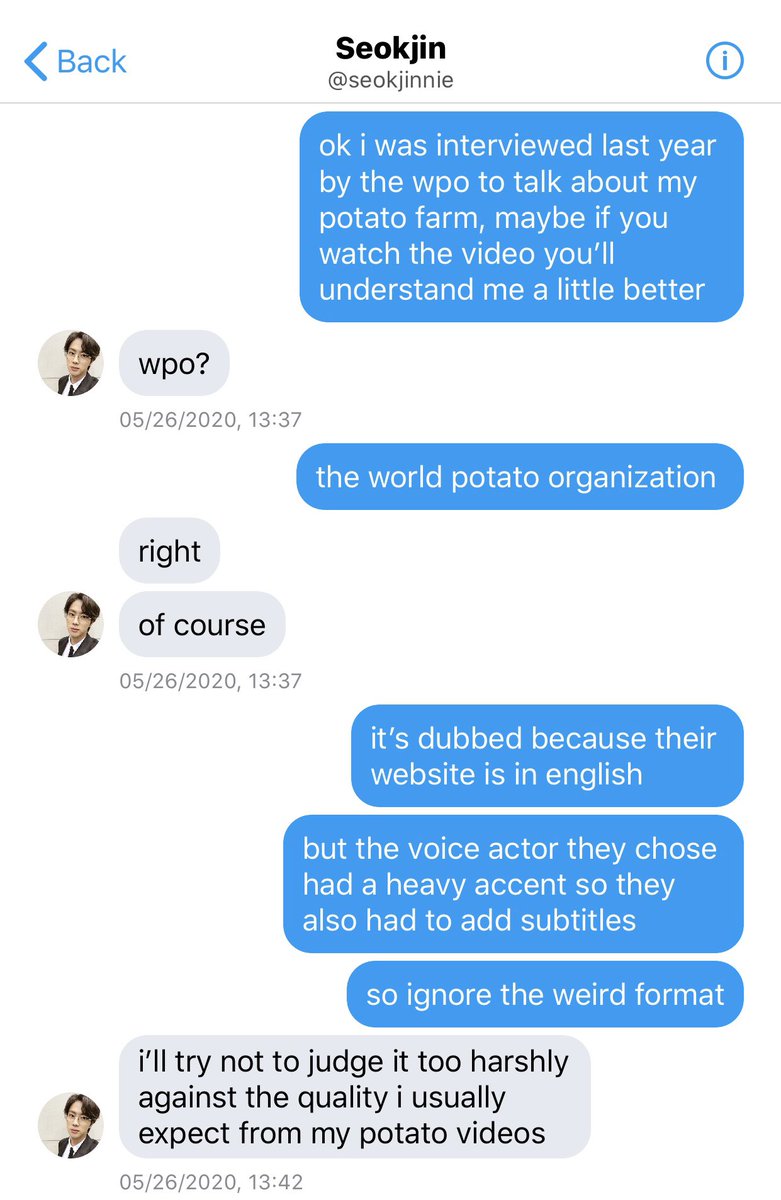 Back
Seokjin
@seokjinnie
ok i was interviewed last year
by the wpo to talk about my
potato farm, maybe if you
watch the video you’ll
understand me a little better
wpo?
05/26/2020, 13:37
the world potato organization
right
of course
05/26/2020, 13:37
it’s dubbed because their
website is in english
but the voice actor they chose
had a heavy accent so they
also had to add subtitles
so ignore the weird format
i’ll try not to judge it too harshly
against the quality i usually
expect from my potato videos
05/26/2020, 13:42